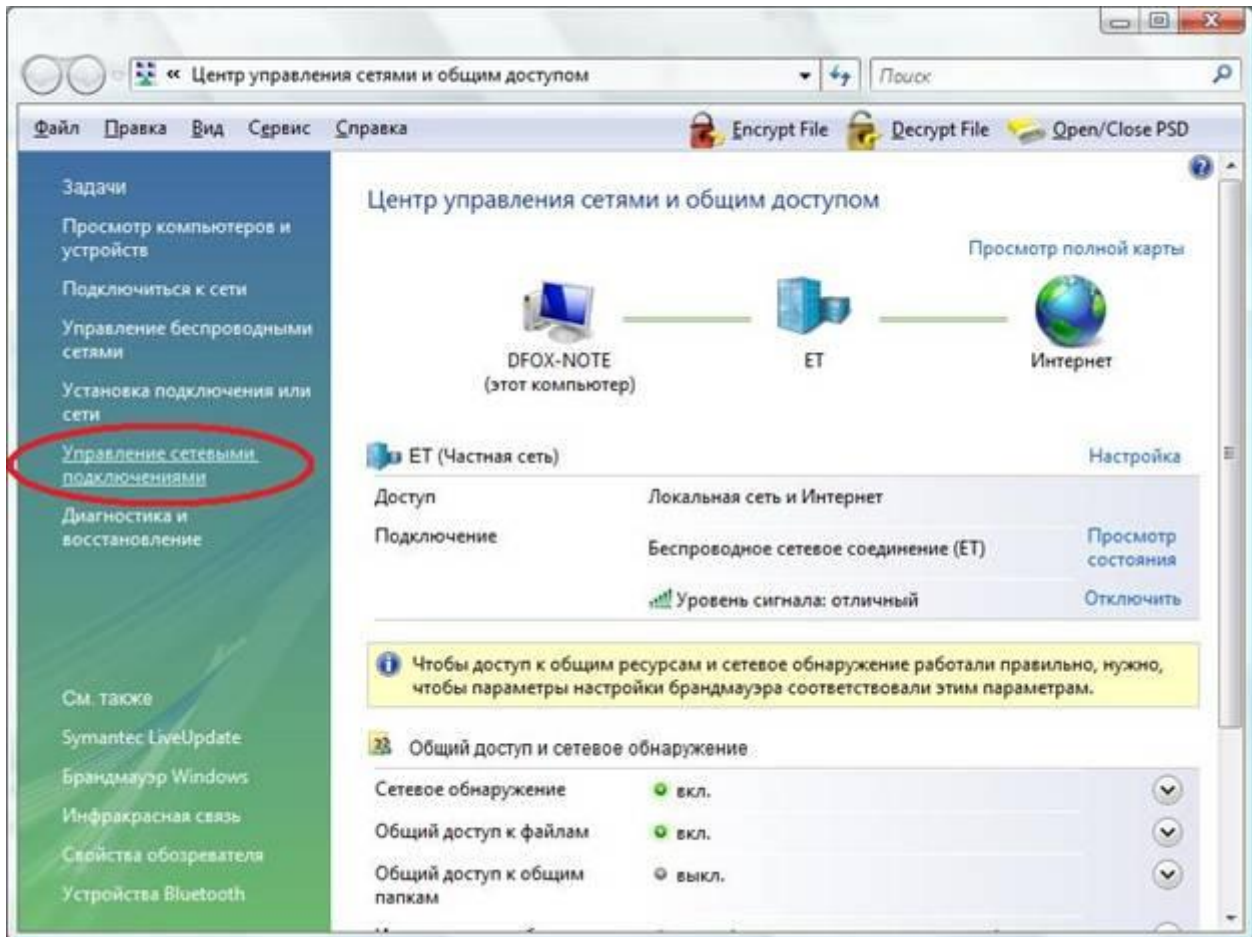 « Центр управления сетями и общим доступом
Поиск
Файл Правка Вид Сервис Справка
Encrypt File Decrypt File Open/Close PSD
Задачи
Просмотр компьютеров и
устройств
Подключиться к сети
Управление беспроводными
сетями
Установка подключения или
сети
Управление сетевыми
подключениями
Диагностика и
восстановление
См. также
Symantec LiveUpdate
Брандмауэр Windows
Инфракрасная связь
Свойства обозревателя
Устройства Bluetooth
Центр управления сетями и общим доступом
Просмотр полной карты
DFOX-NOTE
(этот компьютер)
ET
Интернет
ET (Частная сеть)
Настройка
Доступ Локальная сеть и Интернет
Подключение Беспроводное сетевое соединение (ET)
Просмотр
состояния
Уровень сигнала: отличный Отключить
Чтобы доступ к общим ресурсам и сетевое обнаружение работали правильно, нужно,
чтобы параметры настройки брандмауэра соответствовали этим параметрам.
Общий доступ и сетевое обнаружение
Сетевое обнаружение вкл.
Общий доступ к файлам вкл.
Общий доступ к общим
папкам
выкл.